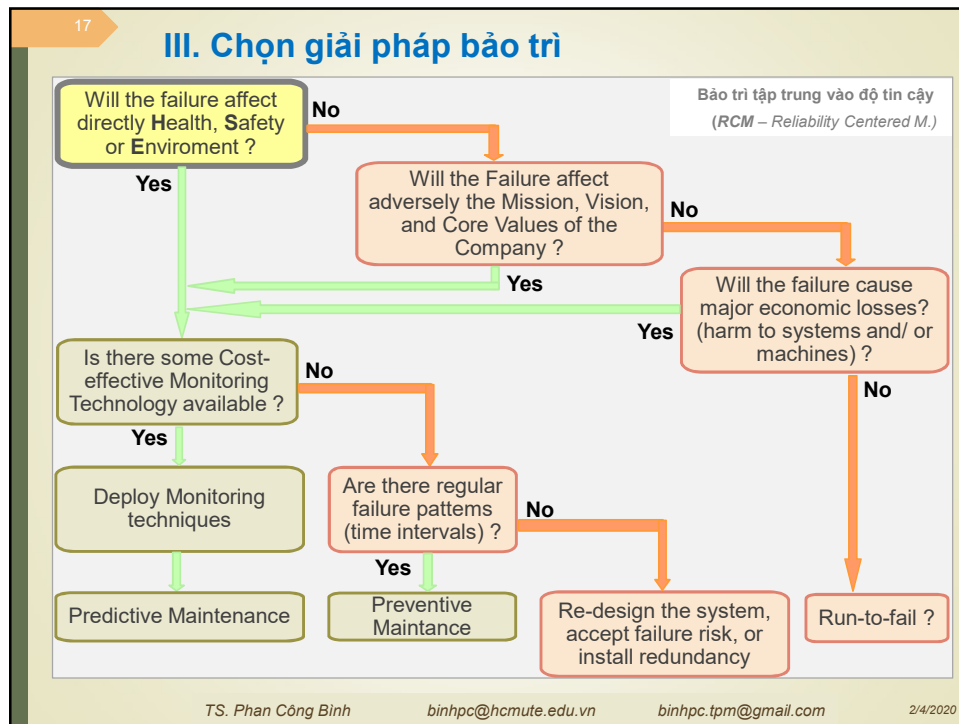 17
III. Chọn giải pháp bảo trì
Bảo trì tập trung vào độ tin cậy
(RCM – Reliability Centered M.)
Will the failure affect
directly Health, Safety
or Enviroment ?
No
Yes
Will the Failure affect
adversely the Mission, Vision,
and Core Values of the
Company ?
No
Yes
Will the failure cause
major economic losses?
(harm to systems and/ or
machines) ?
Yes
No
Is there some Cost-
effective Monitoring
Technology available ?
No
Yes
Deploy Monitoring
techniques
Are there regular
failure pattems
(time intervals) ?
No
Yes
Predictive Maintenance
Preventive
Maintance
Re-design the system,
accept failure risk, or
install redundancy
Run-to-fail ?
TS. Phan Công Bình binhpc@hcmute.edu.vn binhpc.tpm@gmail.com 2/4/2020